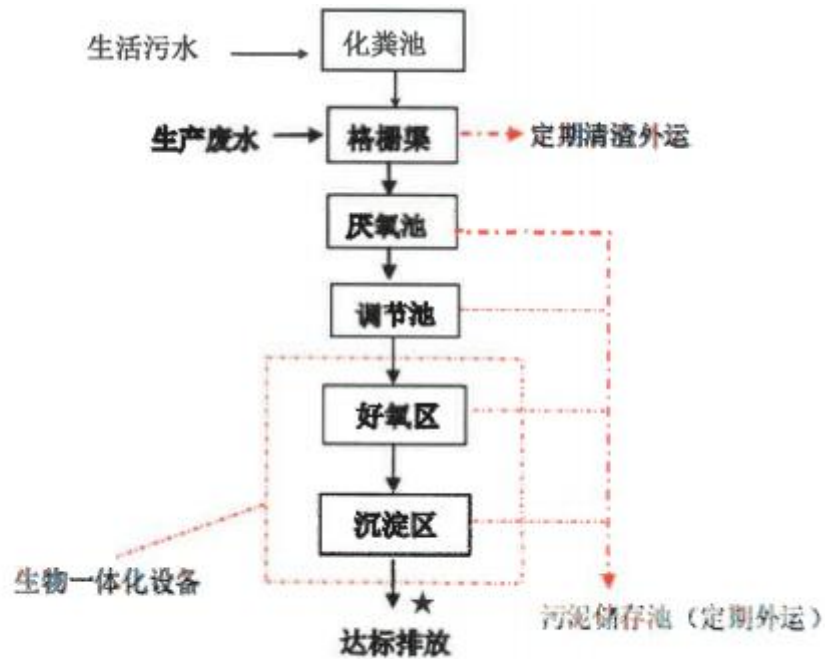 生活污水
化粪池
生产废水
格栅渠
定期清渣外运
厌氧池
调节池
好氧区
沉淀区
生物一体化设备
污泥储存池（定期外运）
达标排放